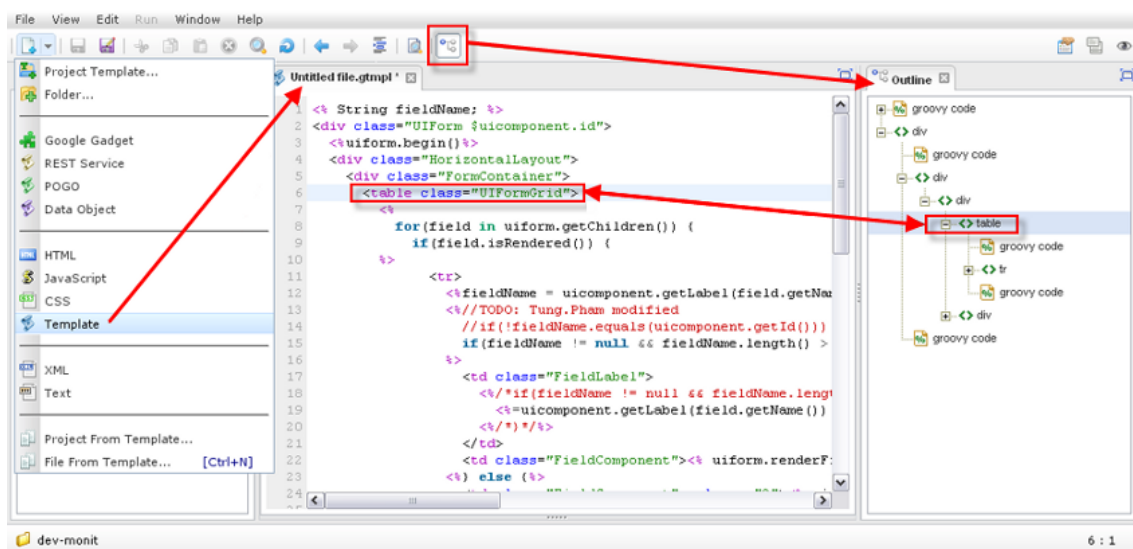 File View Edit Run Window Help
Project Template...
Folder...
Google Gadget
REST Service
POGO
Data Object
HTML
JavaScript
CSS
Template
XML
Text
Project From Template...
File From Template... [Ctrl+N]
Untitled file.gtmpl *
1 <% String fieldName; %>
2 <div class="UIForm $uicomponent.id">
3 <%uiform.begin()%>
4 <div class="HorizontalLayout">
5 <div class="FormContainer">
6 <table class="UIFormGrid">
7 <%
8 for(field in uiform.getChildren()) {
9 if(field.isRendered()) {
10 %>
11 <tr>
12 <%fieldName = uicomponent.getLabel(field.getNam
13 <%//TODO: Tung.Pham modified
14 //if(!fieldName.equals(uicomponent.getId()))
15 if(fieldName != null && fieldName.length() >
16 %>
17 <td class="FieldLabel">
18 <%/*if(fieldName != null && fieldName.lengt
19 <%=uicomponent.getLabel(field.getName())
20 <%/*}*/%>
21 </td>
22 <td class="FieldComponent"><% uiform.renderF
23 <%} else {%>
24
Outline
groovy code
<> div
groovy code
<> div
<> div
<> table
groovy code
<> tr
groovy code
<> div
groovy code
dev-monit
6 : 1